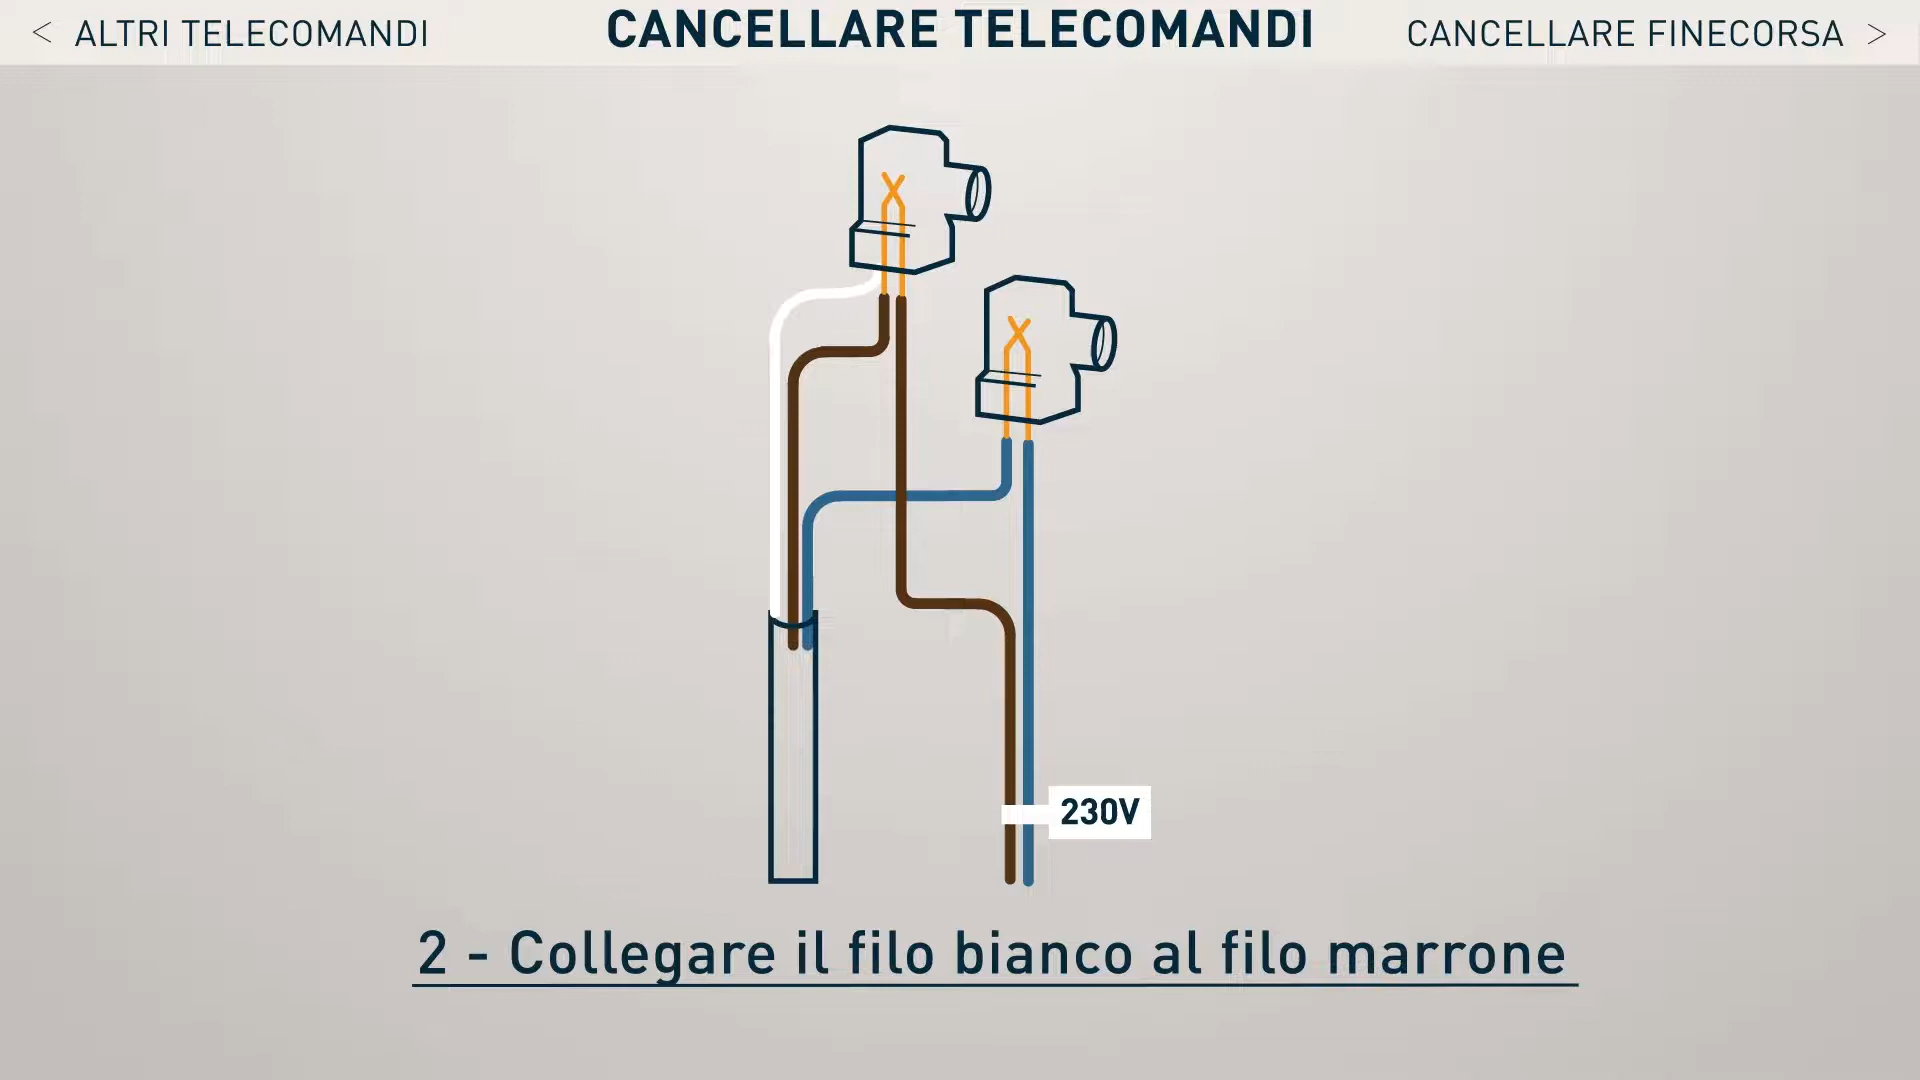 < ALTRI TELECOMANDI
CANCELLARE TELECOMANDI
CANCELLARE FINECORSA >
230V
2 - Collegare il filo bianco al filo marrone